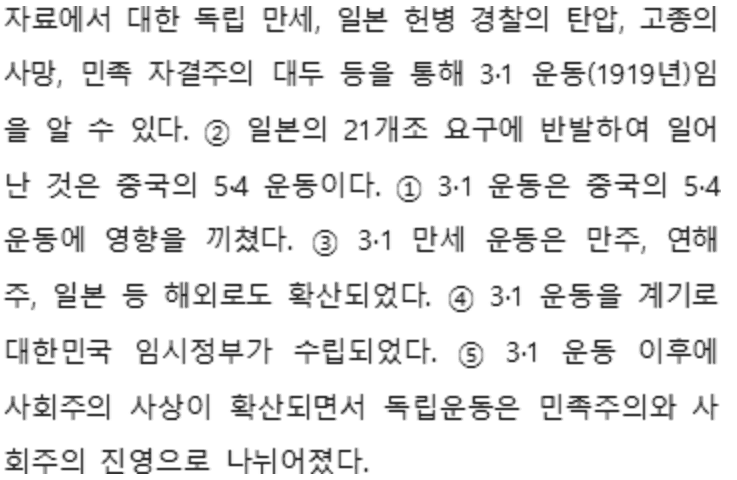 자료에서 대한 독립 만세, 일본 헌병 경찰의 탄압, 고종의
사망, 민족 자결주의 대두 등을 통해 3·1 운동(1919년)임
을 알 수 있다. ② 일본의 21개조 요구에 반발하여 일어
난 것은 중국의 5·4 운동이다. ① 3·1 운동은 중국의 5·4
운동에 영향을 끼쳤다. ③ 3·1 만세 운동은 만주, 연해
주, 일본 등 해외로도 확산되었다. ④ 3·1 운동을 계기로
대한민국 임시정부가 수립되었다. ⑤ 3·1 운동 이후에
사회주의 사상이 확산되면서 독립운동은 민족주의와 사
회주의 진영으로 나뉘어졌다.